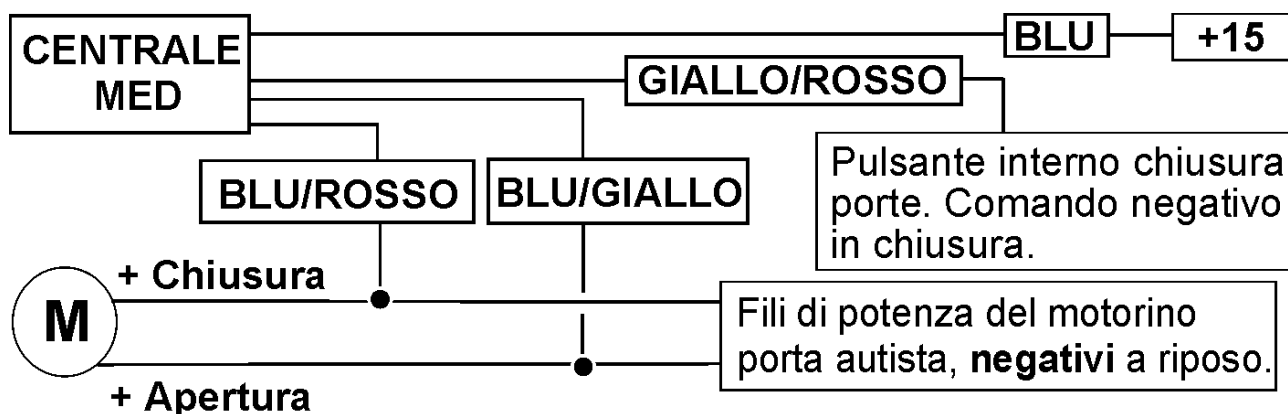 CENTRALE
MED
BLU
+15
GIALLO/ROSSO
Pulsante interno chiusura
porte. Comando negativo
in chiusura.
BLU/ROSSO
BLU/GIALLO
+ Chiusura
M
Fili di potenza del motorino
porta autista, negativi a riposo.
+ Apertura